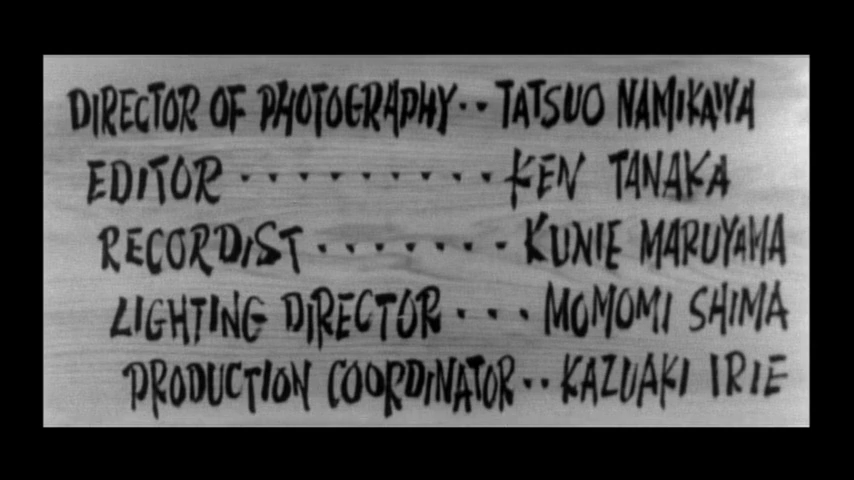 DIRECTOR OF PHOTOGRAPHY·· TATSUO NAMIKAWA
EDITOR ········· KEN TANAKA
RECORDIST ······· KUNIE MARUYAMA
LIGHTING DIRECTOR ··· MOMOMI SHIMA
PRODUCTION COORDINATOR·· KAZUAKI IRIE